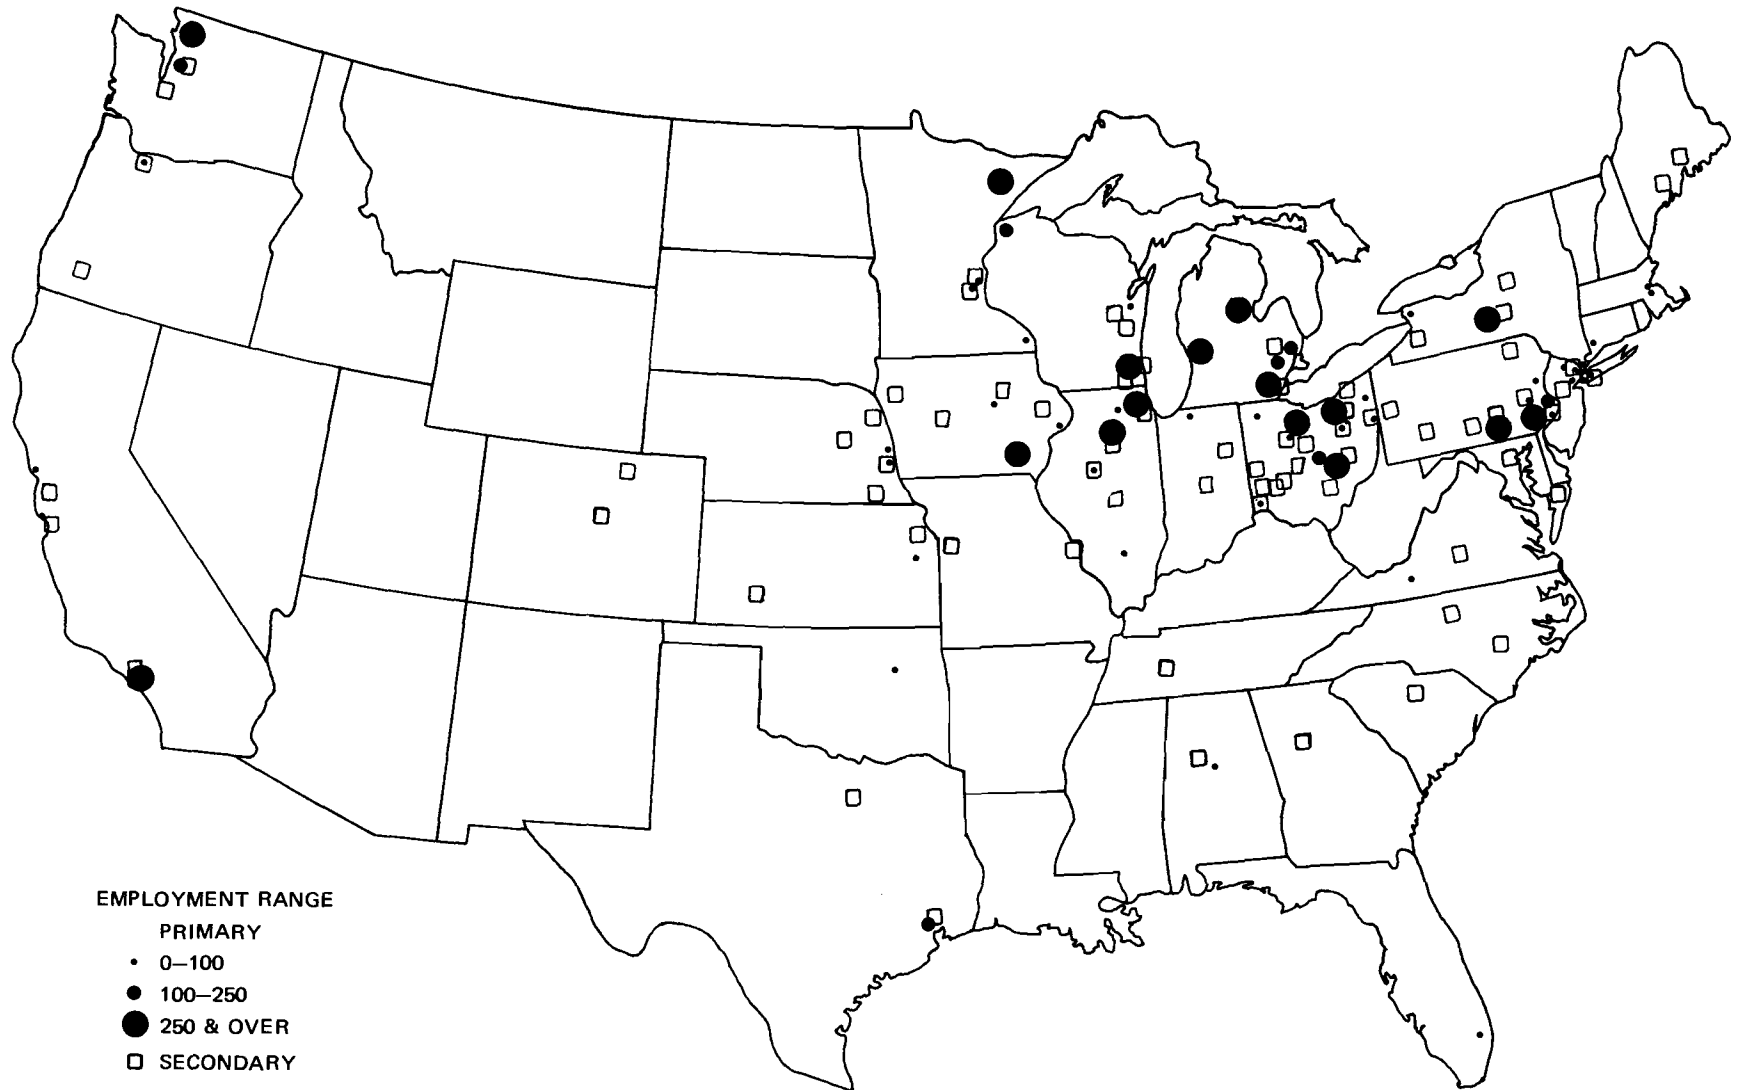 EMPLOYMENT RANGE
PRIMARY
0–100
100–250
250 & OVER
SECONDARY